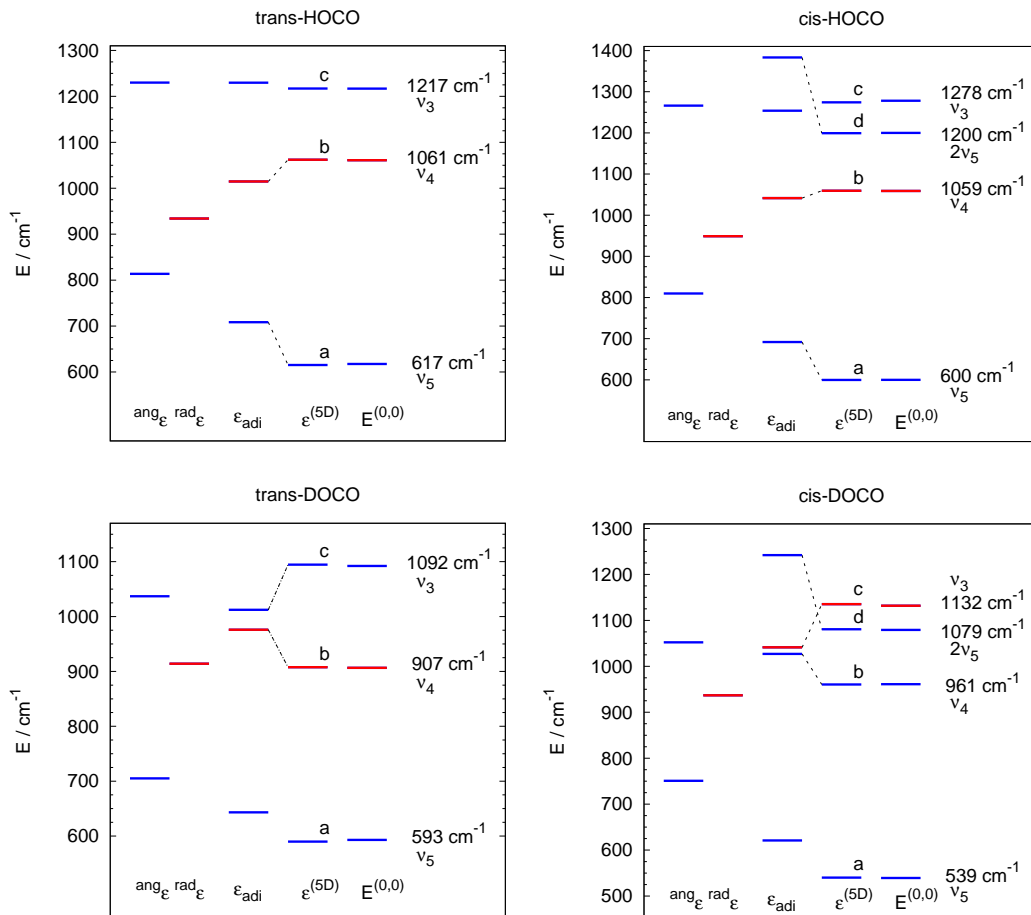 trans-HOCO
E / cm⁻¹
1300
1200
1100
1000
900
800
700
600
c
b
a
1217 cm⁻¹
ν₃
1061 cm⁻¹
ν₄
617 cm⁻¹
ν₅
ᵃⁿᵍε ʳᵃᵈε ε_adi ε⁽⁵ᴰ⁾ E⁽⁰,⁰⁾
cis-HOCO
E / cm⁻¹
1400
1300
1200
1100
1000
900
800
700
600
c
d
b
a
1278 cm⁻¹
ν₃
1200 cm⁻¹
2ν₅
1059 cm⁻¹
ν₄
600 cm⁻¹
ν₅
ᵃⁿᵍε ʳᵃᵈε ε_adi ε⁽⁵ᴰ⁾ E⁽⁰,⁰⁾
trans-DOCO
E / cm⁻¹
1100
1000
900
800
700
600
c
b
a
1092 cm⁻¹
ν₃
907 cm⁻¹
ν₄
593 cm⁻¹
ν₅
ᵃⁿᵍε ʳᵃᵈε ε_adi ε⁽⁵ᴰ⁾ E⁽⁰,⁰⁾
cis-DOCO
E / cm⁻¹
1300
1200
1100
1000
900
800
700
600
500
c
d
b
a
ν₃
1132 cm⁻¹
1079 cm⁻¹
2ν₅
961 cm⁻¹
ν₄
539 cm⁻¹
ν₅
ᵃⁿᵍε ʳᵃᵈε ε_adi ε⁽⁵ᴰ⁾ E⁽⁰,⁰⁾